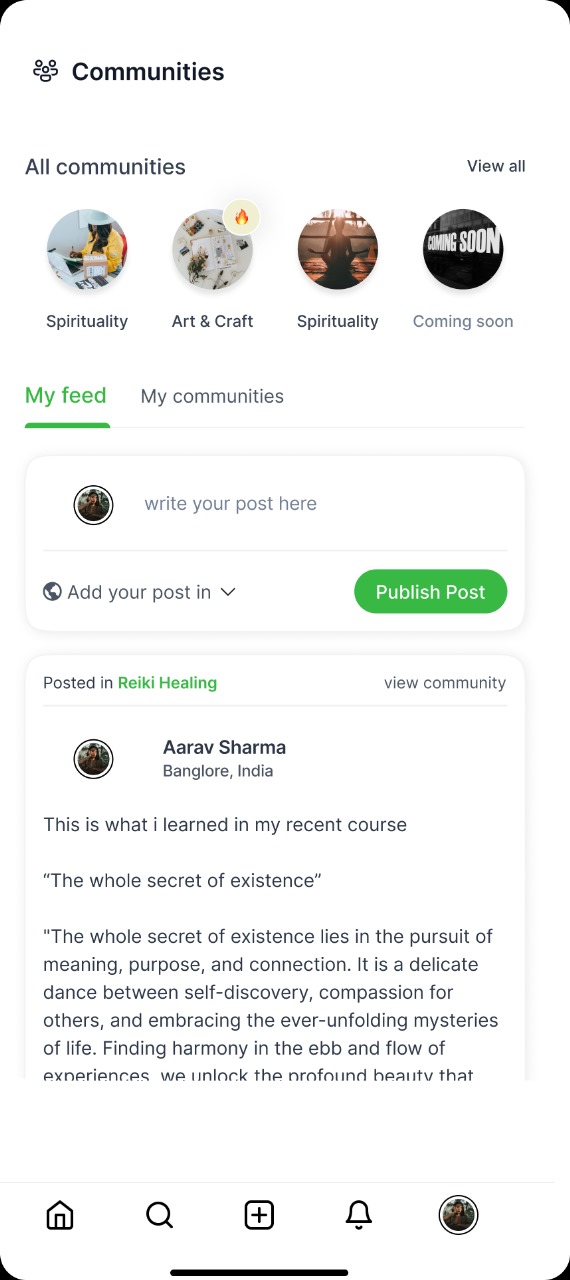 Communities
All communities
View all
COMING SOON
Spirituality
Art & Craft
Spirituality
Coming soon
My feed
My communities
write your post here
Add your post in
Publish Post
Posted in Reiki Healing
view community
Aarav Sharma
Banglore, India
This is what i learned in my recent course
“The whole secret of existence”
"The whole secret of existence lies in the pursuit of
meaning, purpose, and connection. It is a delicate
dance between self-discovery, compassion for
others, and embracing the ever-unfolding mysteries
of life. Finding harmony in the ebb and flow of
experiences, we unlock the profound beauty that